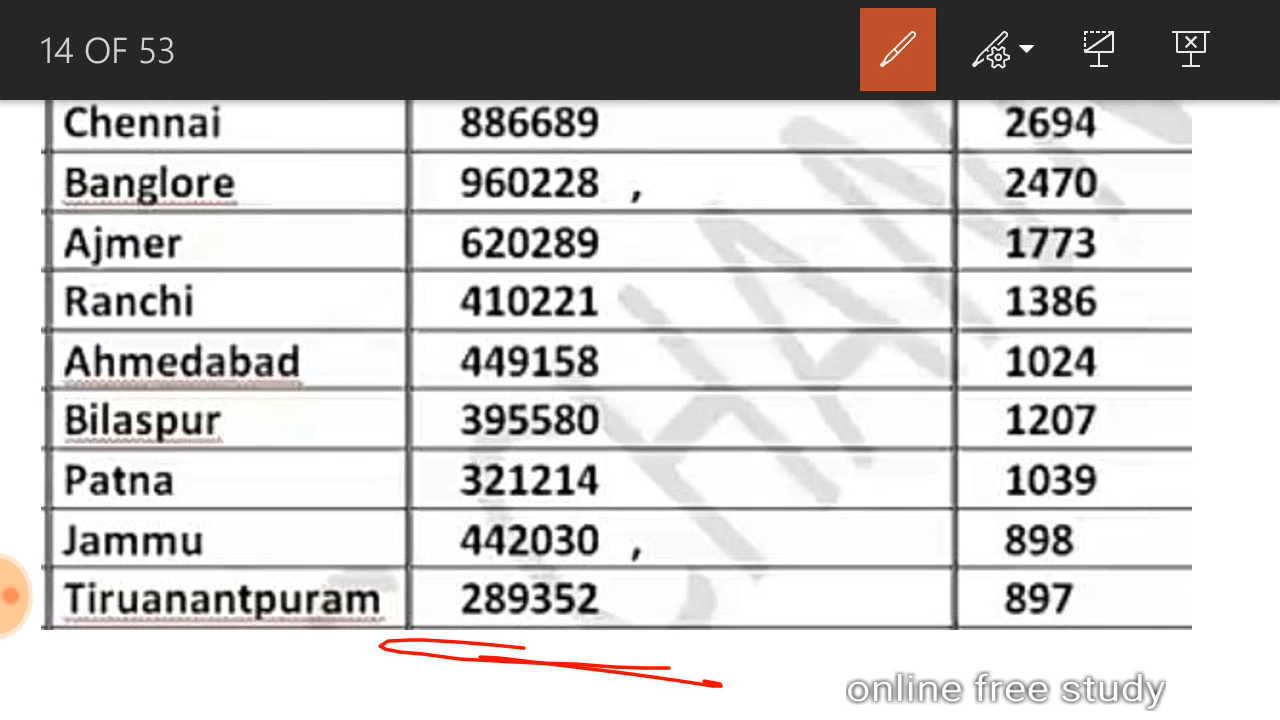 14 OF 53
Chennai 886689 2694
Banglore 960228 , 2470
Ajmer 620289 1773
Ranchi 410221 1386
Ahmedabad 449158 1024
Bilaspur 395580 1207
Patna 321214 1039
Jammu 442030 , 898
Tiruanantpuram 289352 897
online free study